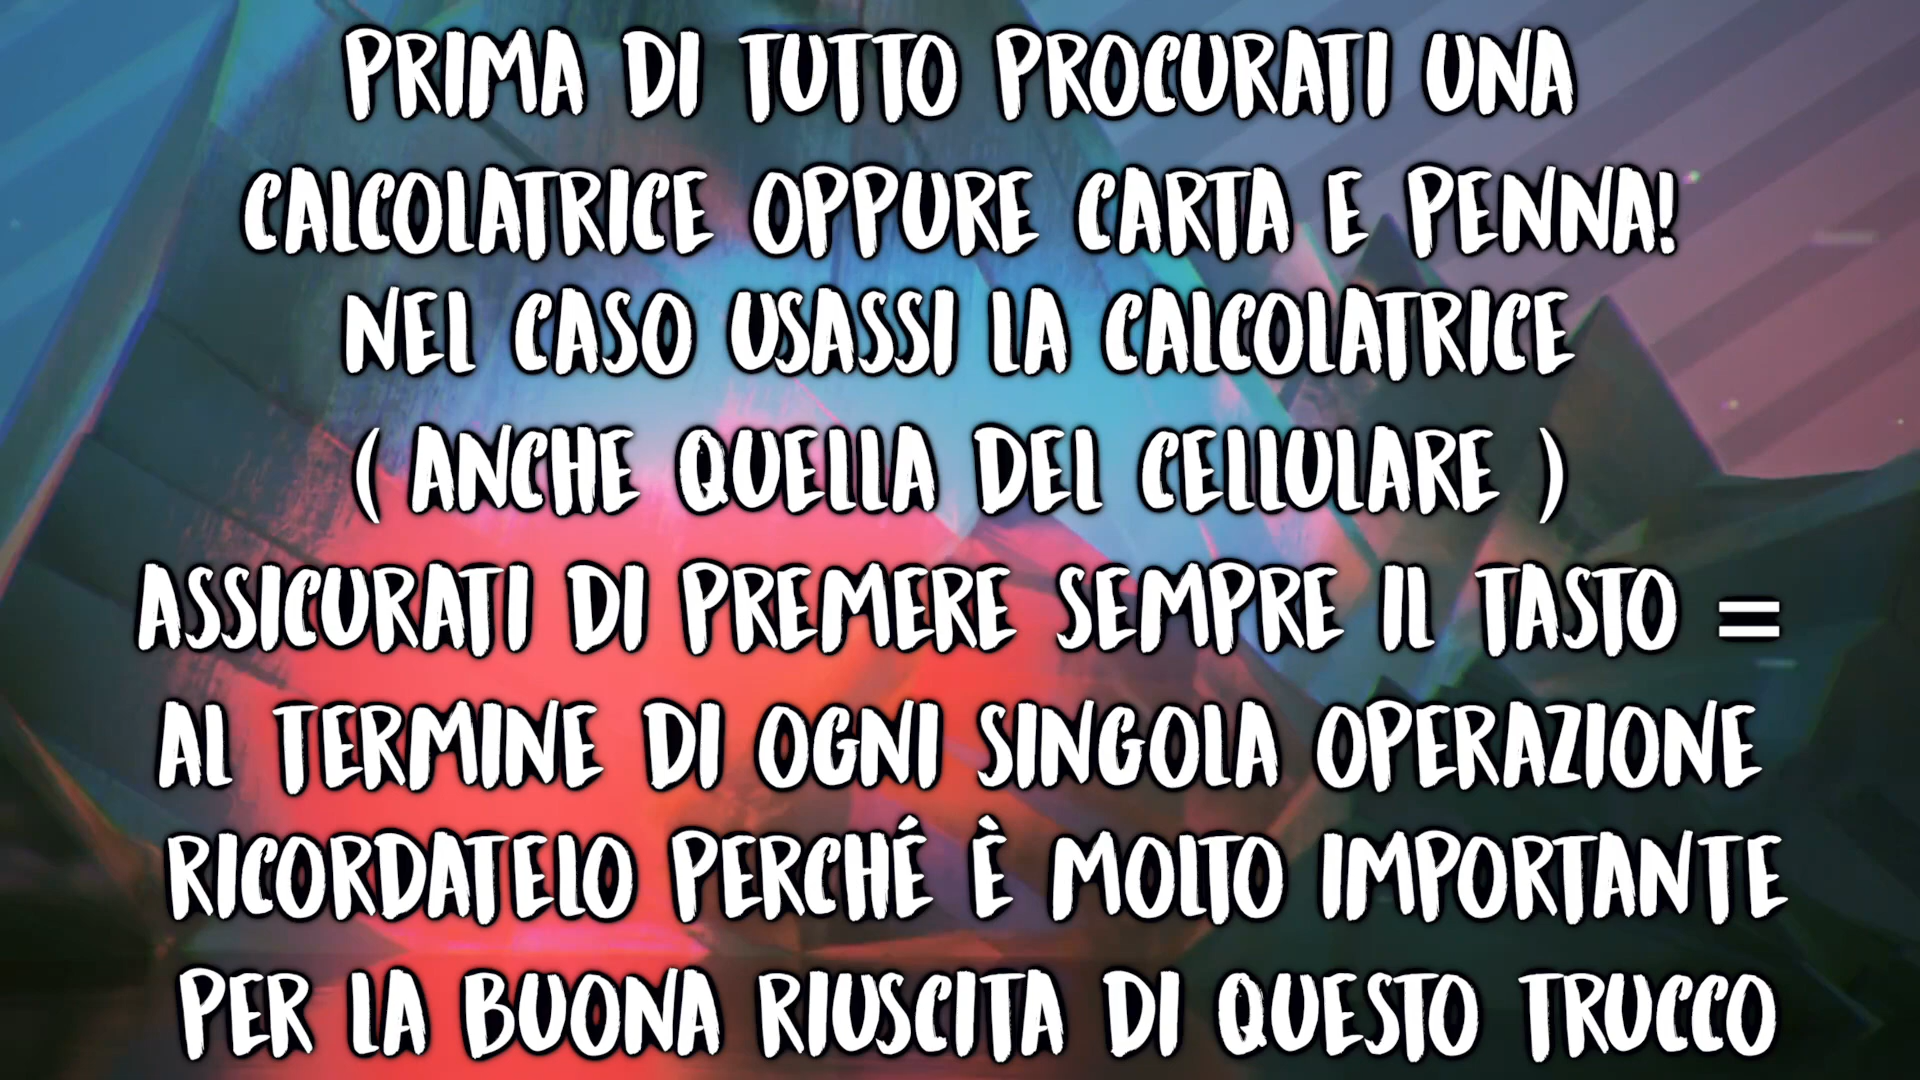 PRIMA DI TUTTO PROCURATI UNA
CALCOLATRICE OPPURE CARTA E PENNA!
NEL CASO USASSI LA CALCOLATRICE
( ANCHE QUELLA DEL CELLULARE )
ASSICURATI DI PREMERE SEMPRE IL TASTO =
AL TERMINE DI OGNI SINGOLA OPERAZIONE
RICORDATELO PERCHÉ È MOLTO IMPORTANTE
PER LA BUONA RIUSCITA DI QUESTO TRUCCO